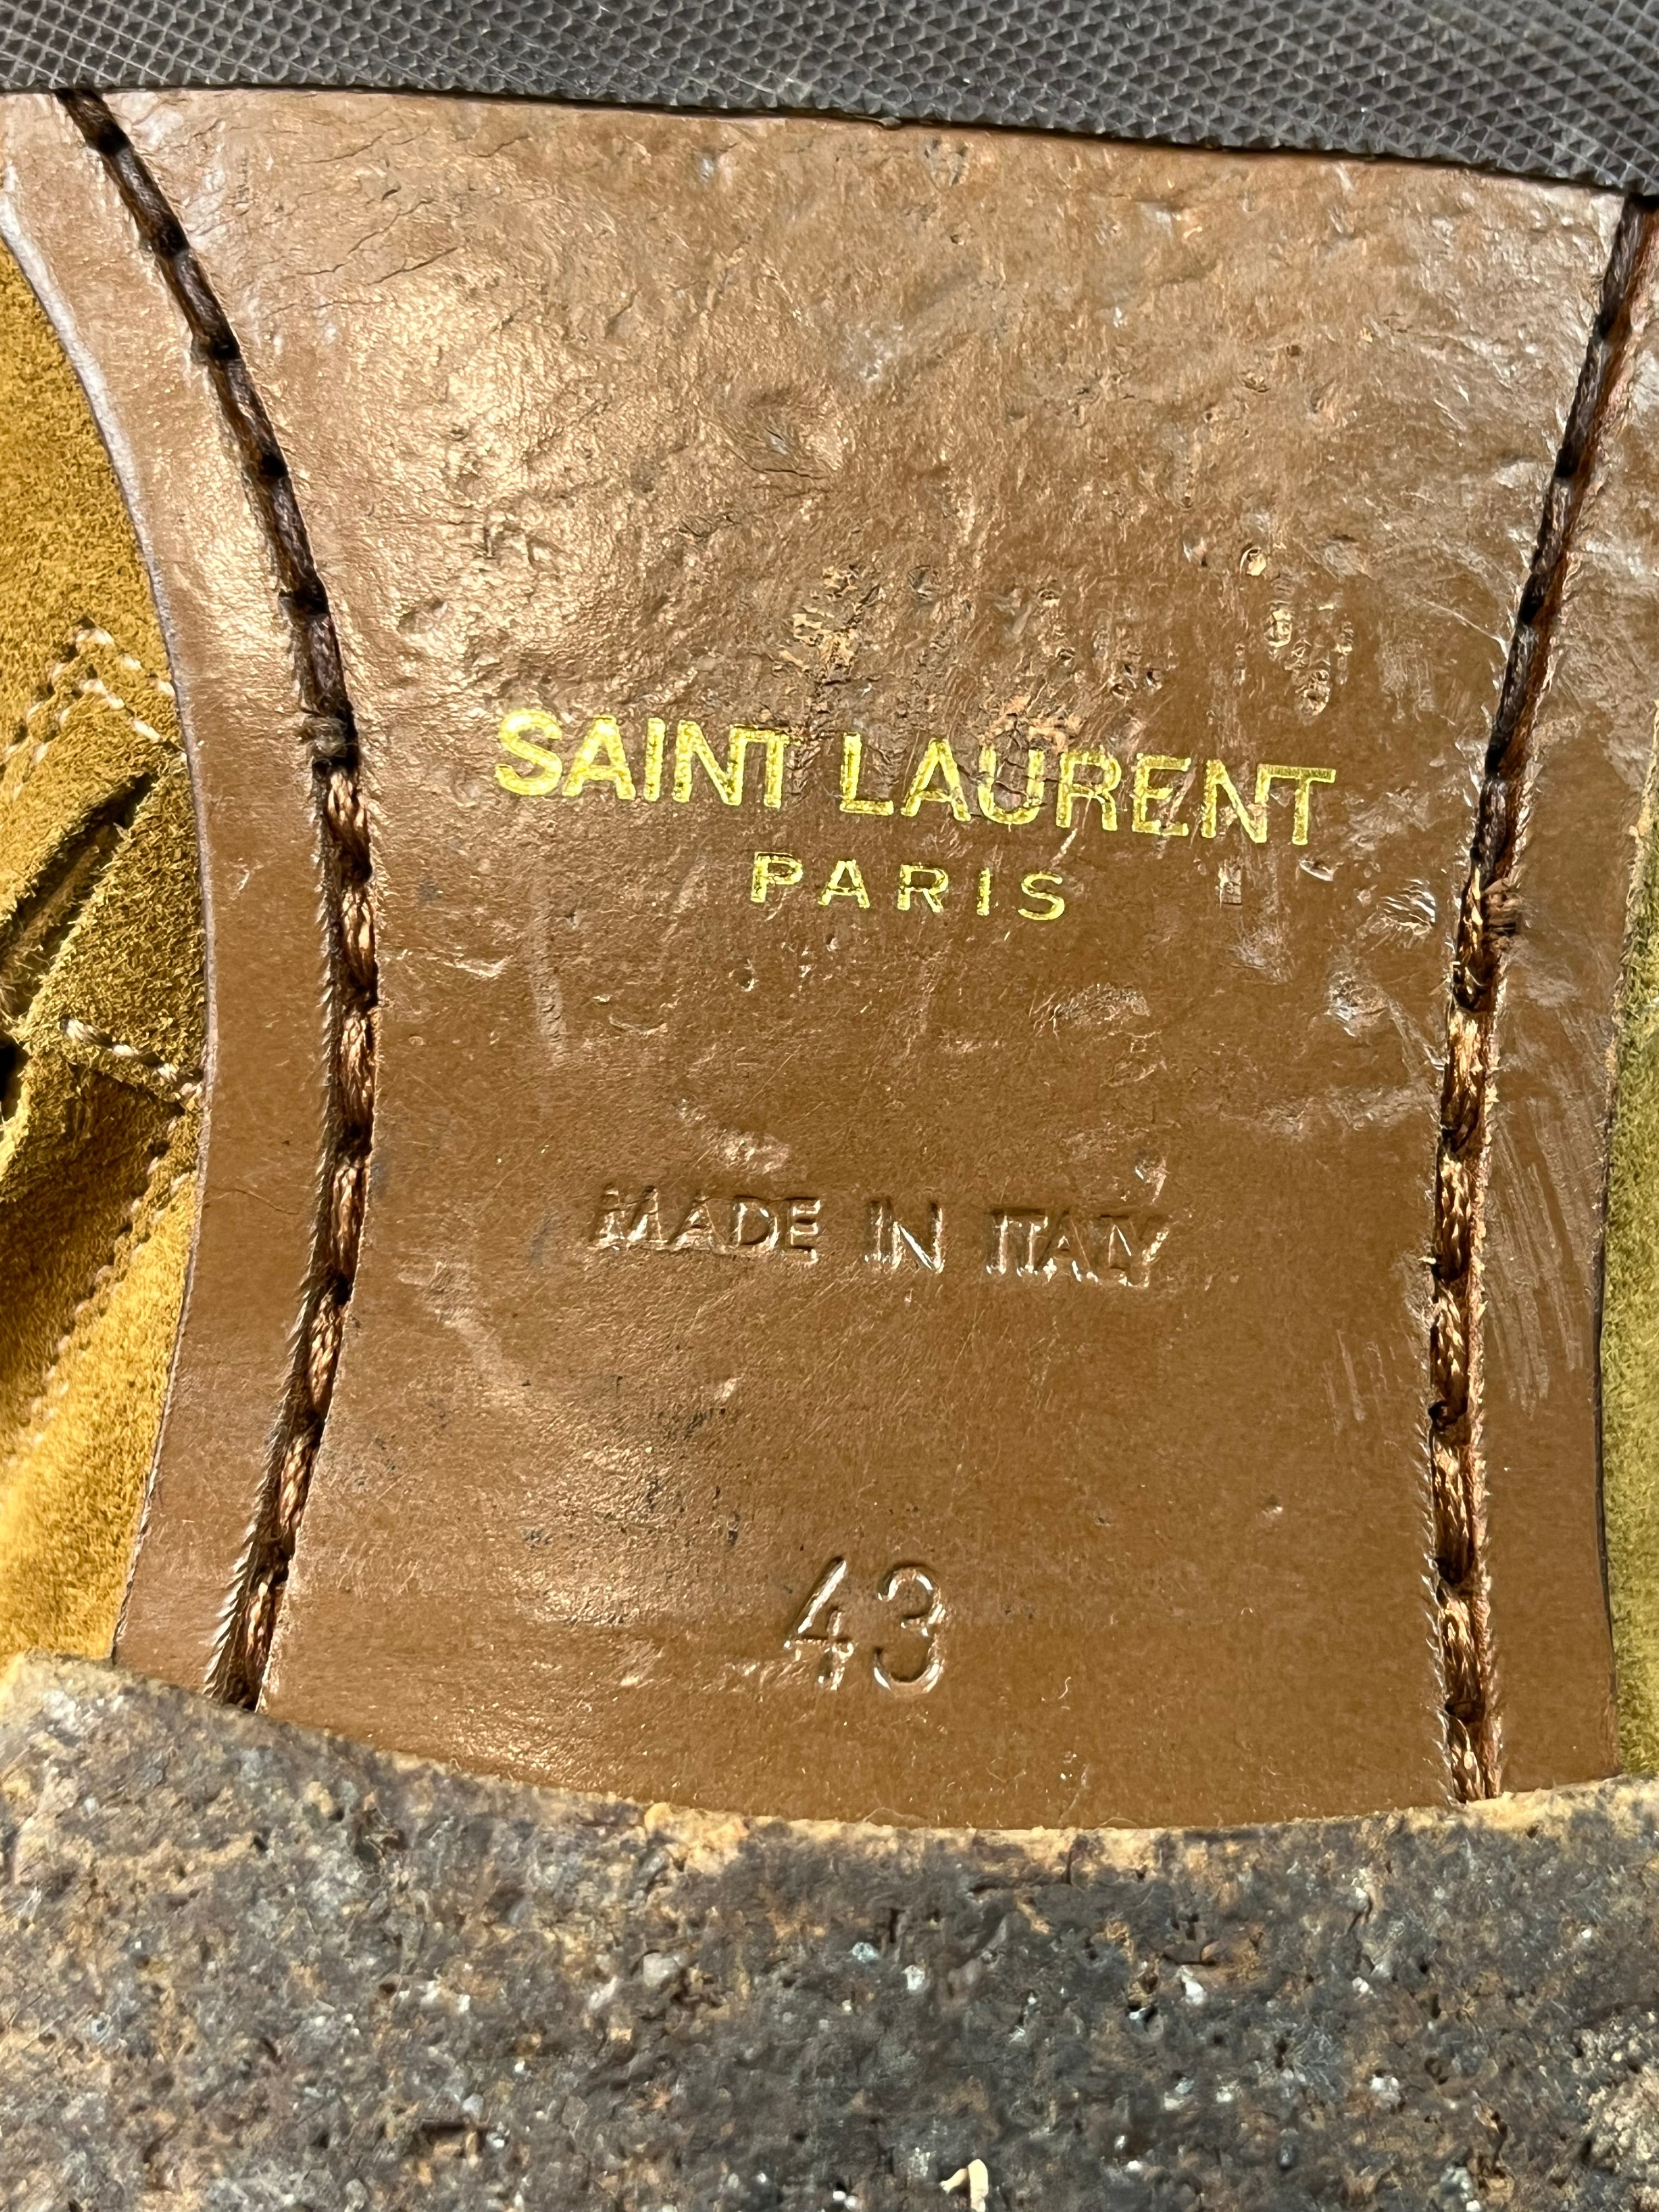 SAINT LAURENT
PARIS
MADE IN ITALY
43